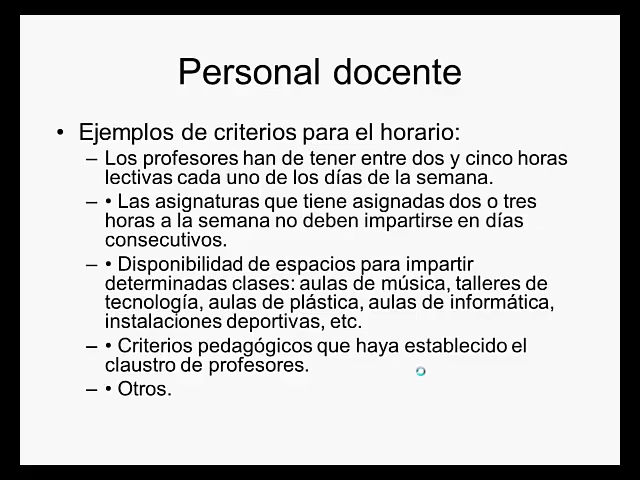 Personal docente
• Ejemplos de criterios para el horario:
– Los profesores han de tener entre dos y cinco horas
lectivas cada uno de los días de la semana.
– • Las asignaturas que tiene asignadas dos o tres
horas a la semana no deben impartirse en días
consecutivos.
– • Disponibilidad de espacios para impartir
determinadas clases: aulas de música, talleres de
tecnología, aulas de plástica, aulas de informática,
instalaciones deportivas, etc.
– • Criterios pedagógicos que haya establecido el
claustro de profesores.
– • Otros.